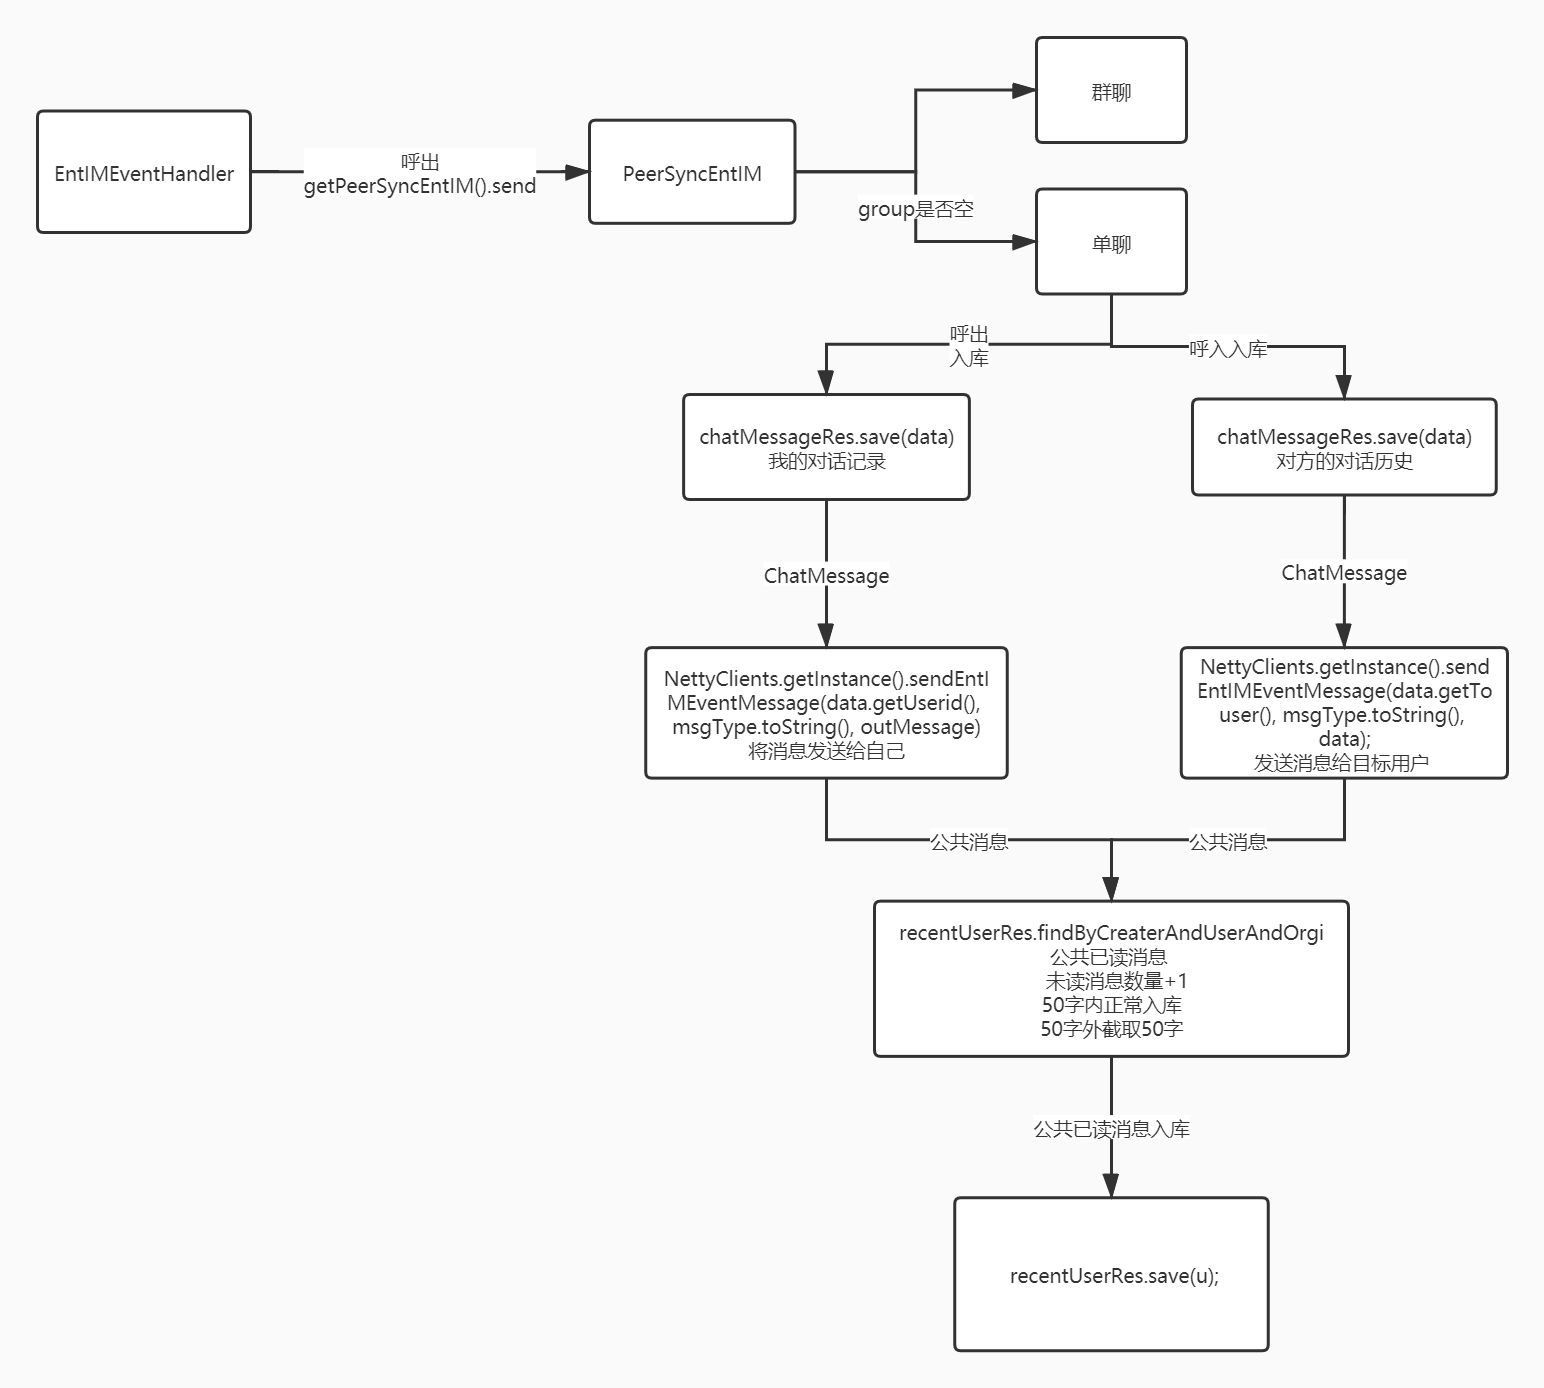 群聊
EntIMEventHandler
呼出
getPeerSyncEntIM().send
PeerSyncEntIM
group是否空
单聊
呼出
入库
呼入入库
chatMessageRes.save(data)
我的对话记录
chatMessageRes.save(data)
对方的对话历史
ChatMessage
ChatMessage
NettyClients.getInstance().sendEntI
MEventMessage(data.getUserid(),
msgType.toString(), outMessage)
将消息发送给自己
NettyClients.getInstance().send
EntIMEventMessage(data.getTo
user(), msgType.toString(),
data);
发送消息给目标用户
公共消息
公共消息
recentUserRes.findByCreaterAndUserAndOrgi
公共已读消息
未读消息数量+1
50字内正常入库
50字外截取50字
公共已读消息入库
recentUserRes.save(u);